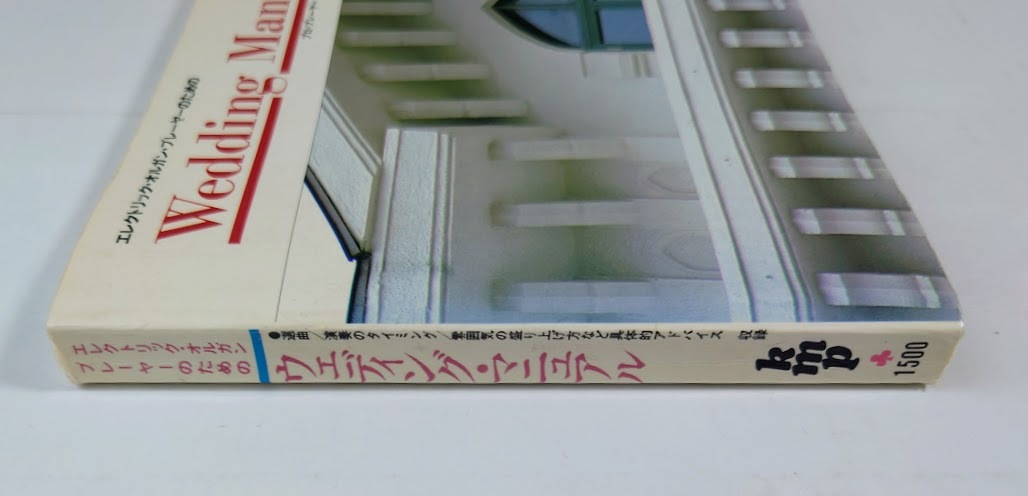 エレクトリック・オルガン・プレーヤーのための
Wedding Man
エレクトリック・オルガン
プレーヤーのための
●選曲/演奏のタイミング/雰囲気の盛り上げ方など具体的アドバイス 収録
ウェディング・マニュアル
kmp
1500